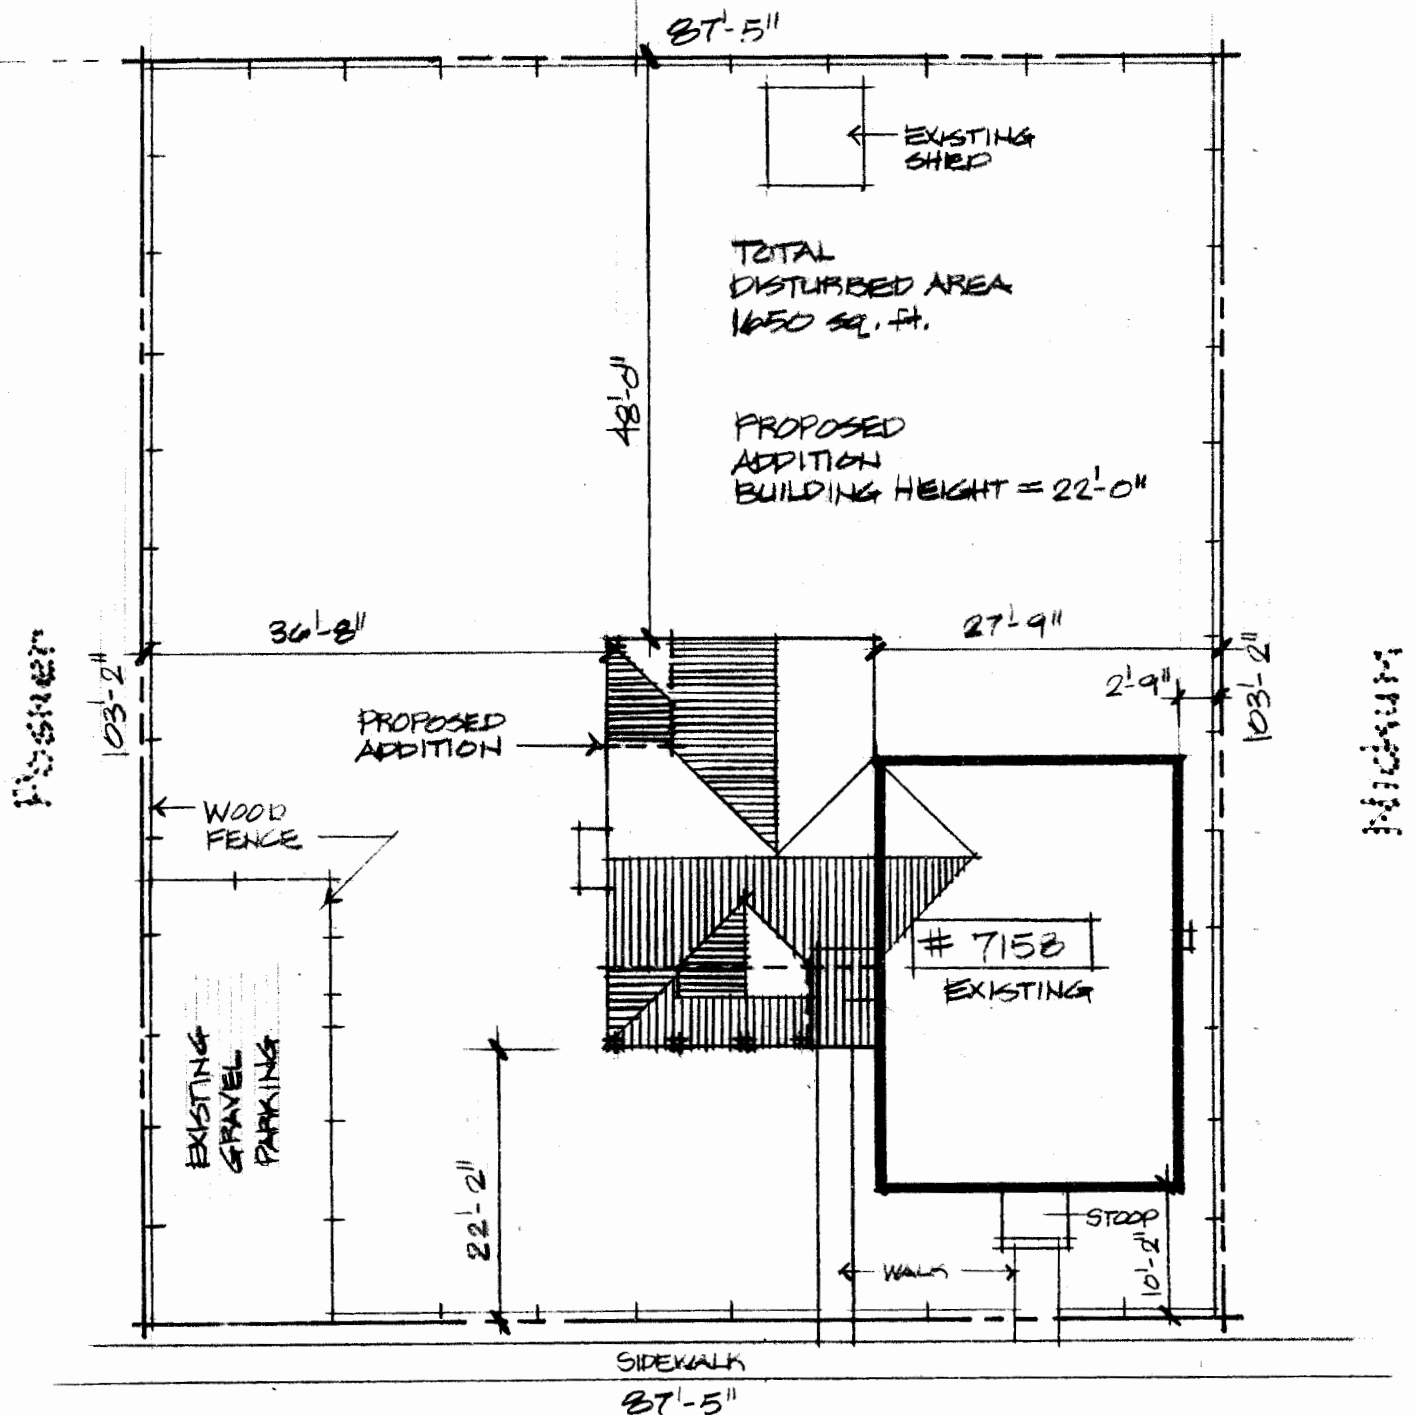 87'-5"
EXISTING
SHED
TOTAL
DISTURBED AREA
1650 sq. ft.
48'-0"
PROPOSED
ADDITION
BUILDING HEIGHT = 22'-0"
36'-8"
27'-9"
2'-9"
103'-2"
103'-2"
Posner
PROPOSED
ADDITION
WOOD
FENCE
# 7158
EXISTING
EXISTING
GRAVEL
PARKING
22'-2"
STOOP
10'-2"
WALK
SIDEWALK
87'-5"